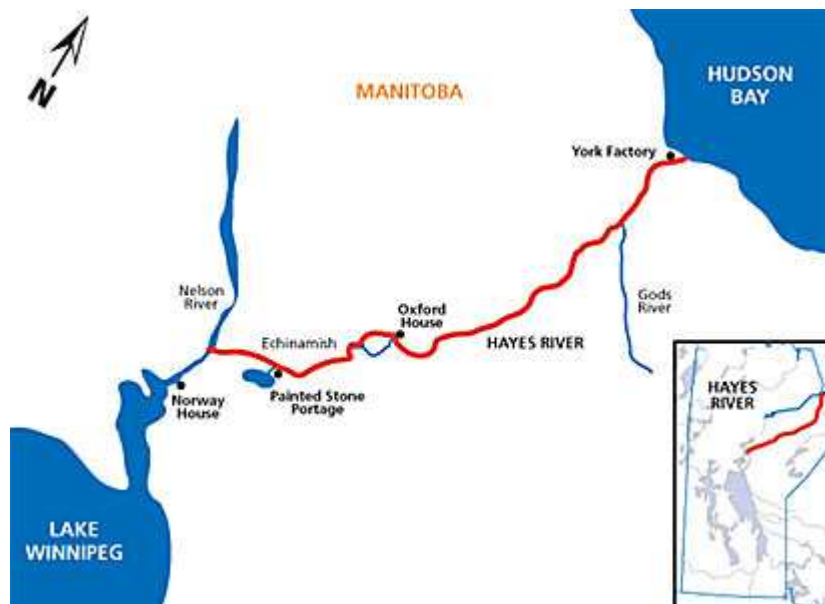 N
MANITOBA
HUDSON
BAY
York Factory
Nelson
River
Echinamish
Oxford
House
HAYES RIVER
Gods
River
Norway
House
Painted Stone
Portage
LAKE
WINNIPEG
HAYES
RIVER